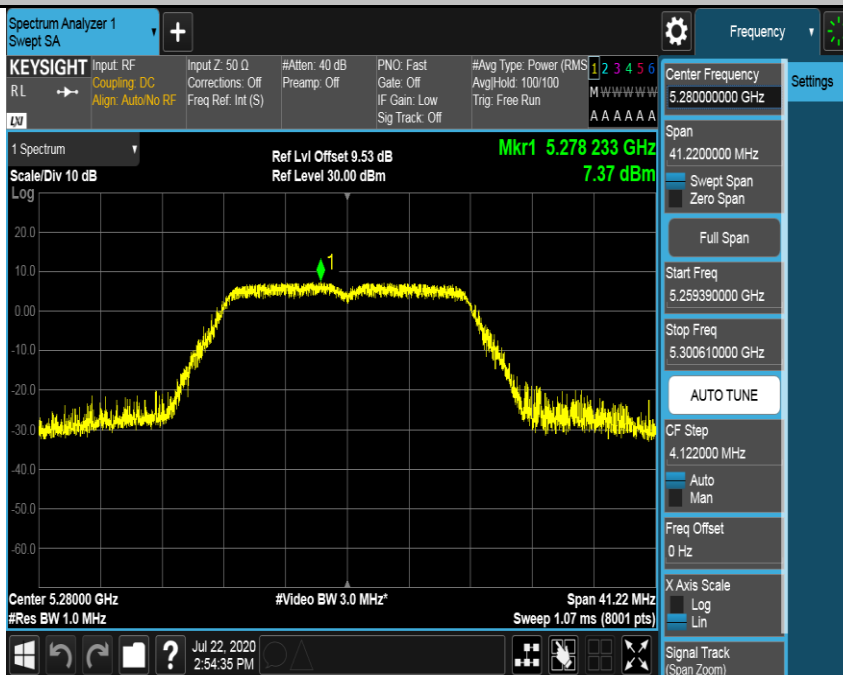 Spectrum Analyzer 1
Swept SA
+
Frequency
KEYSIGHT
RL
LXI
Input: RF
Coupling: DC
Align: Auto/No RF
Input Z: 50 Ω
Corrections: Off
Freq Ref: Int (S)
#Atten: 40 dB
Preamp: Off
PNO: Fast
Gate: Off
IF Gain: Low
Sig Track: Off
#Avg Type: Power (RMS
Avg|Hold: 100/100
Trig: Free Run
1 2 3 4 5 6
M W W W W W
A A A A A A
1 Spectrum
Scale/Div 10 dB
Log
Ref Lvl Offset 9.53 dB
Ref Level 30.00 dBm
Mkr1 5.278 233 GHz
7.37 dBm
20.0
10.0
0.00
-10.0
-20.0
-30.0
-40.0
-50.0
-60.0
1
Center 5.28000 GHz
#Res BW 1.0 MHz
#Video BW 3.0 MHz*
Span 41.22 MHz
Sweep 1.07 ms (8001 pts)
?
Jul 22, 2020
2:54:35 PM
Center Frequency
5.280000000 GHz
Settings
Span
41.2200000 MHz
Swept Span
Zero Span
Full Span
Start Freq
5.259390000 GHz
Stop Freq
5.300610000 GHz
AUTO TUNE
CF Step
4.122000 MHz
Auto
Man
Freq Offset
0 Hz
X Axis Scale
Log
Lin
Signal Track
(Span Zoom)